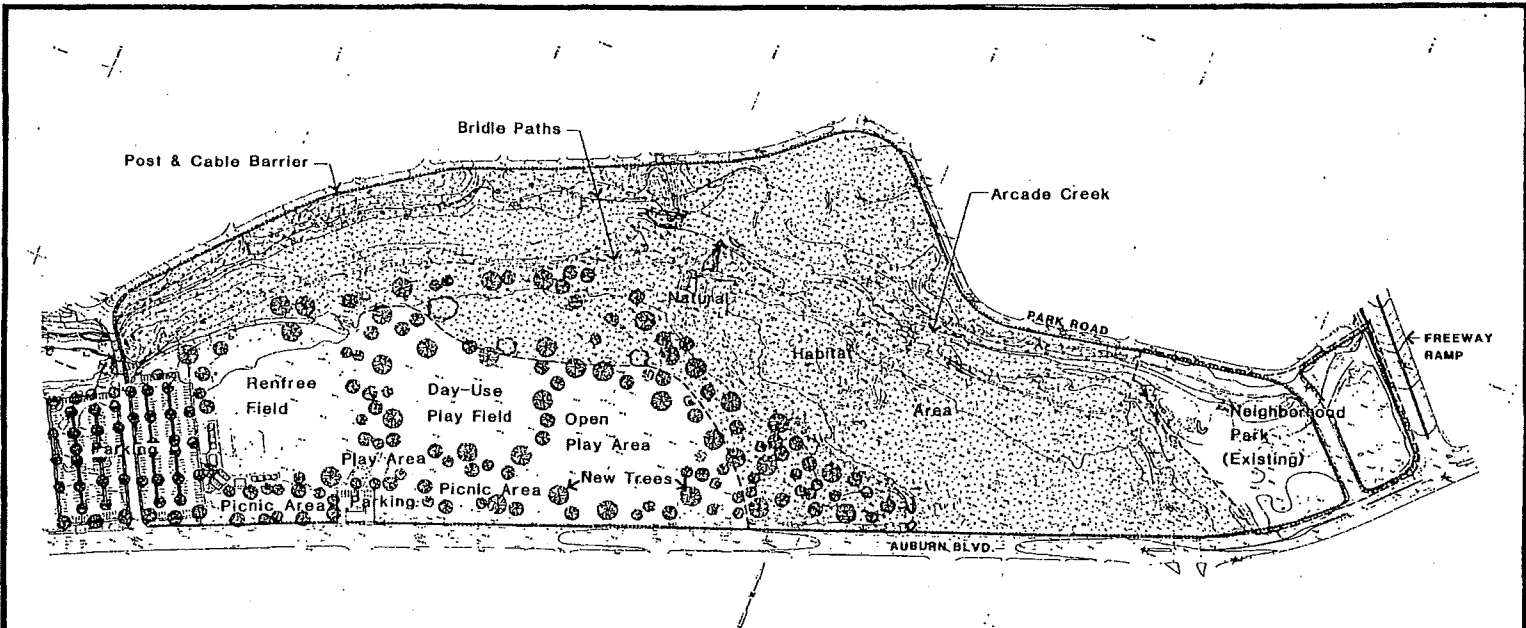 Bridle Paths
Post & Cable Barrier
Arcade Creek
Natural
PARK ROAD
FREEWAY
RAMP
Habitat
Renfree
Field
Day-Use
Play Field
Open
Play Area
Area
Neighborhood
Park
(Existing)
Parking
Play Area
New Trees
Picnic Area
Picnic Area
Parking
AUBURN BLVD.